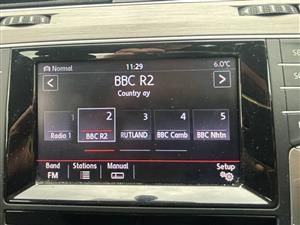 Normal 11:29 6.0°C
BBC R2
Country ay
1 2 3 4 5
Radio 1 BBC R2 RUTLAND BBC Camb BBC Nhtn
Band Stations Manual Setup
FM
SE